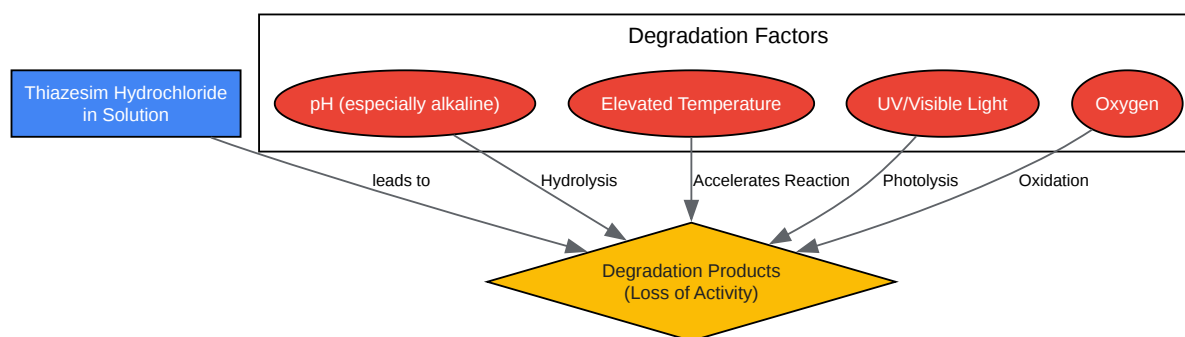 Degradation Factors
Thiazesim Hydrochloride
in Solution
pH (especially alkaline)
Elevated Temperature
UV/Visible Light
Oxygen
leads to
Hydrolysis
Accelerates Reaction
Photolysis
Oxidation
Degradation Products
(Loss of Activity)